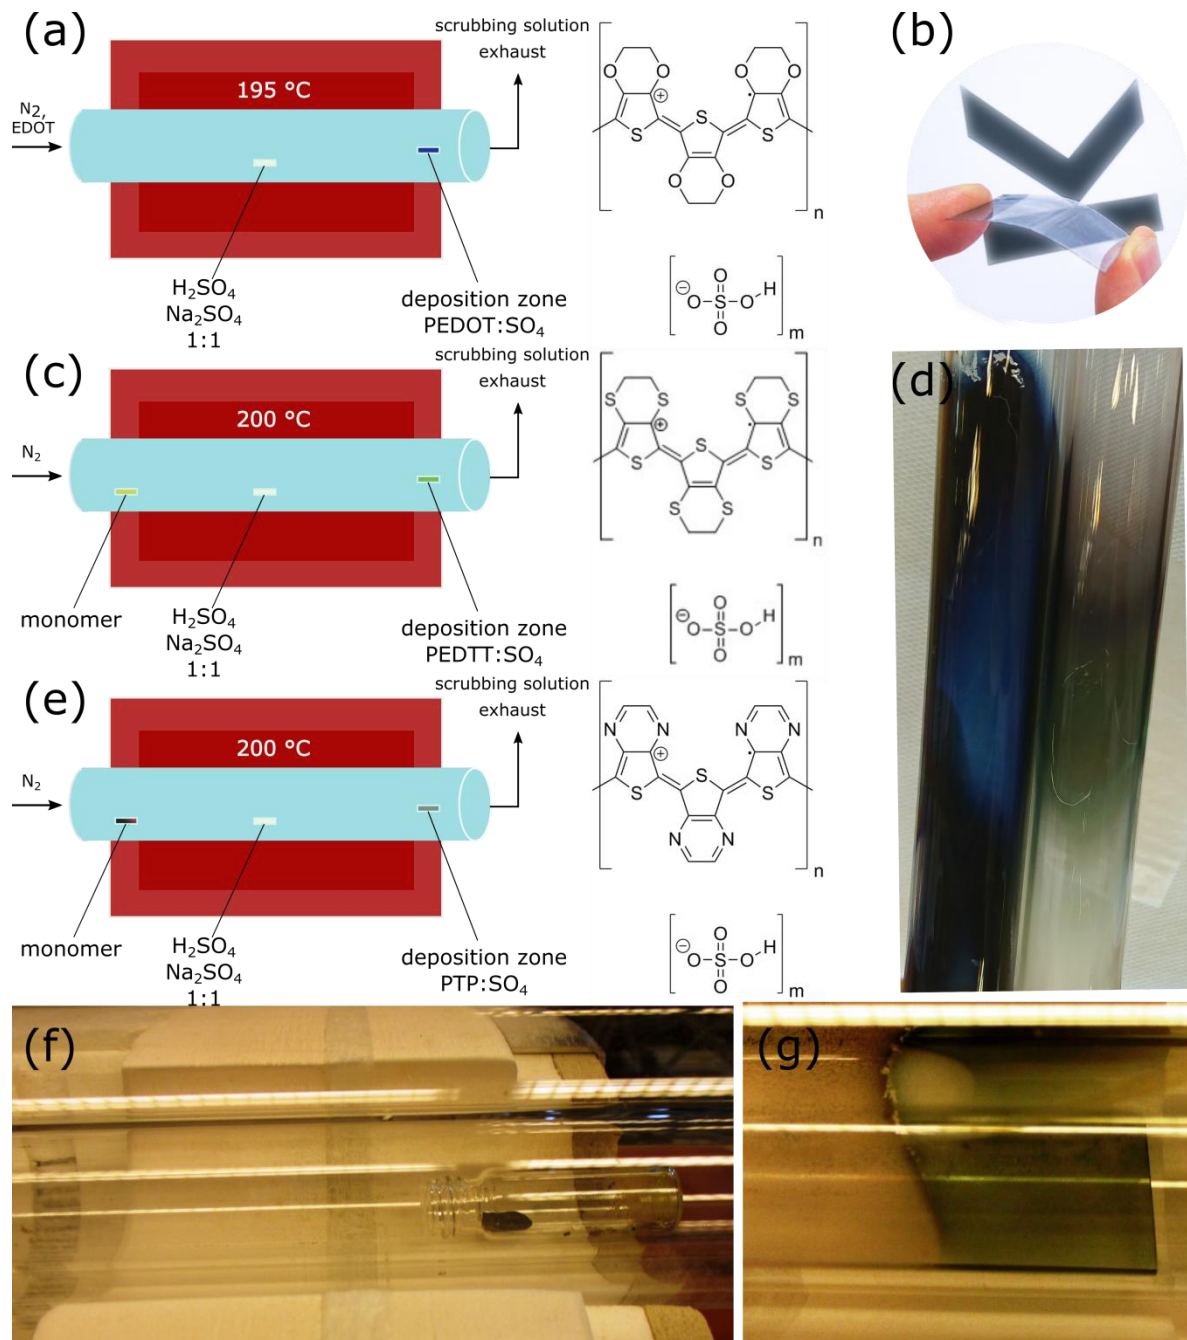 (a)
195 °C
N2,
EDOT
scrubbing solution
exhaust
H₂SO₄
Na₂SO₄
1:1
deposition zone
PEDOT:SO₄
O O O O
⊕ ·
S S S
O O
n
O
⊖ O S O H
O
m
(b)
(c)
200 °C
N₂
scrubbing solution
exhaust
monomer
H₂SO₄
Na₂SO₄
1:1
deposition zone
PEDTT:SO₄
S S S S
⊕ ·
S S S
S S
n
O
⊖ O S O H
O
m
(d)
(e)
200 °C
N₂
scrubbing solution
exhaust
monomer
H₂SO₄
Na₂SO₄
1:1
deposition zone
PTP:SO₄
N N N N
⊕ ·
S S S
N N
n
O
⊖ O S O H
O
m
(f)
(g)